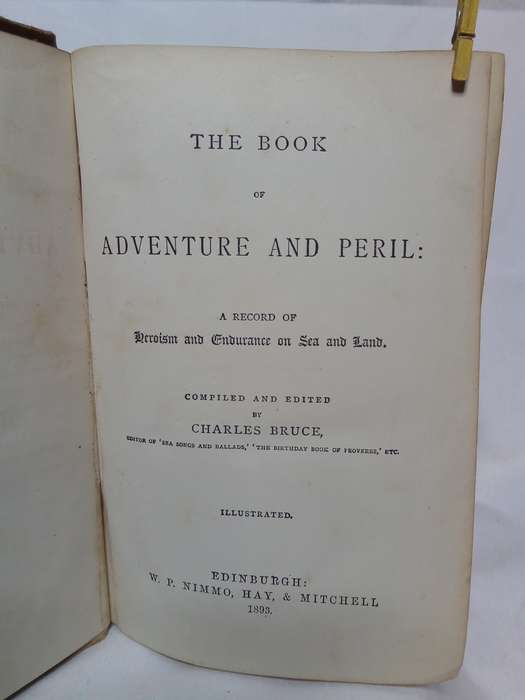 THE BOOK
OF
ADVENTURE AND PERIL:
A RECORD OF
Heroism and Endurance on Sea and Land.
COMPILED AND EDITED
BY
CHARLES BRUCE,
EDITOR OF 'SEA SONGS AND BALLADS,' 'THE BIRTHDAY BOOK OF PROVERBS,' ETC.
ILLUSTRATED.
EDINBURGH:
W. P. NIMMO, HAY, & MITCHELL
1893.